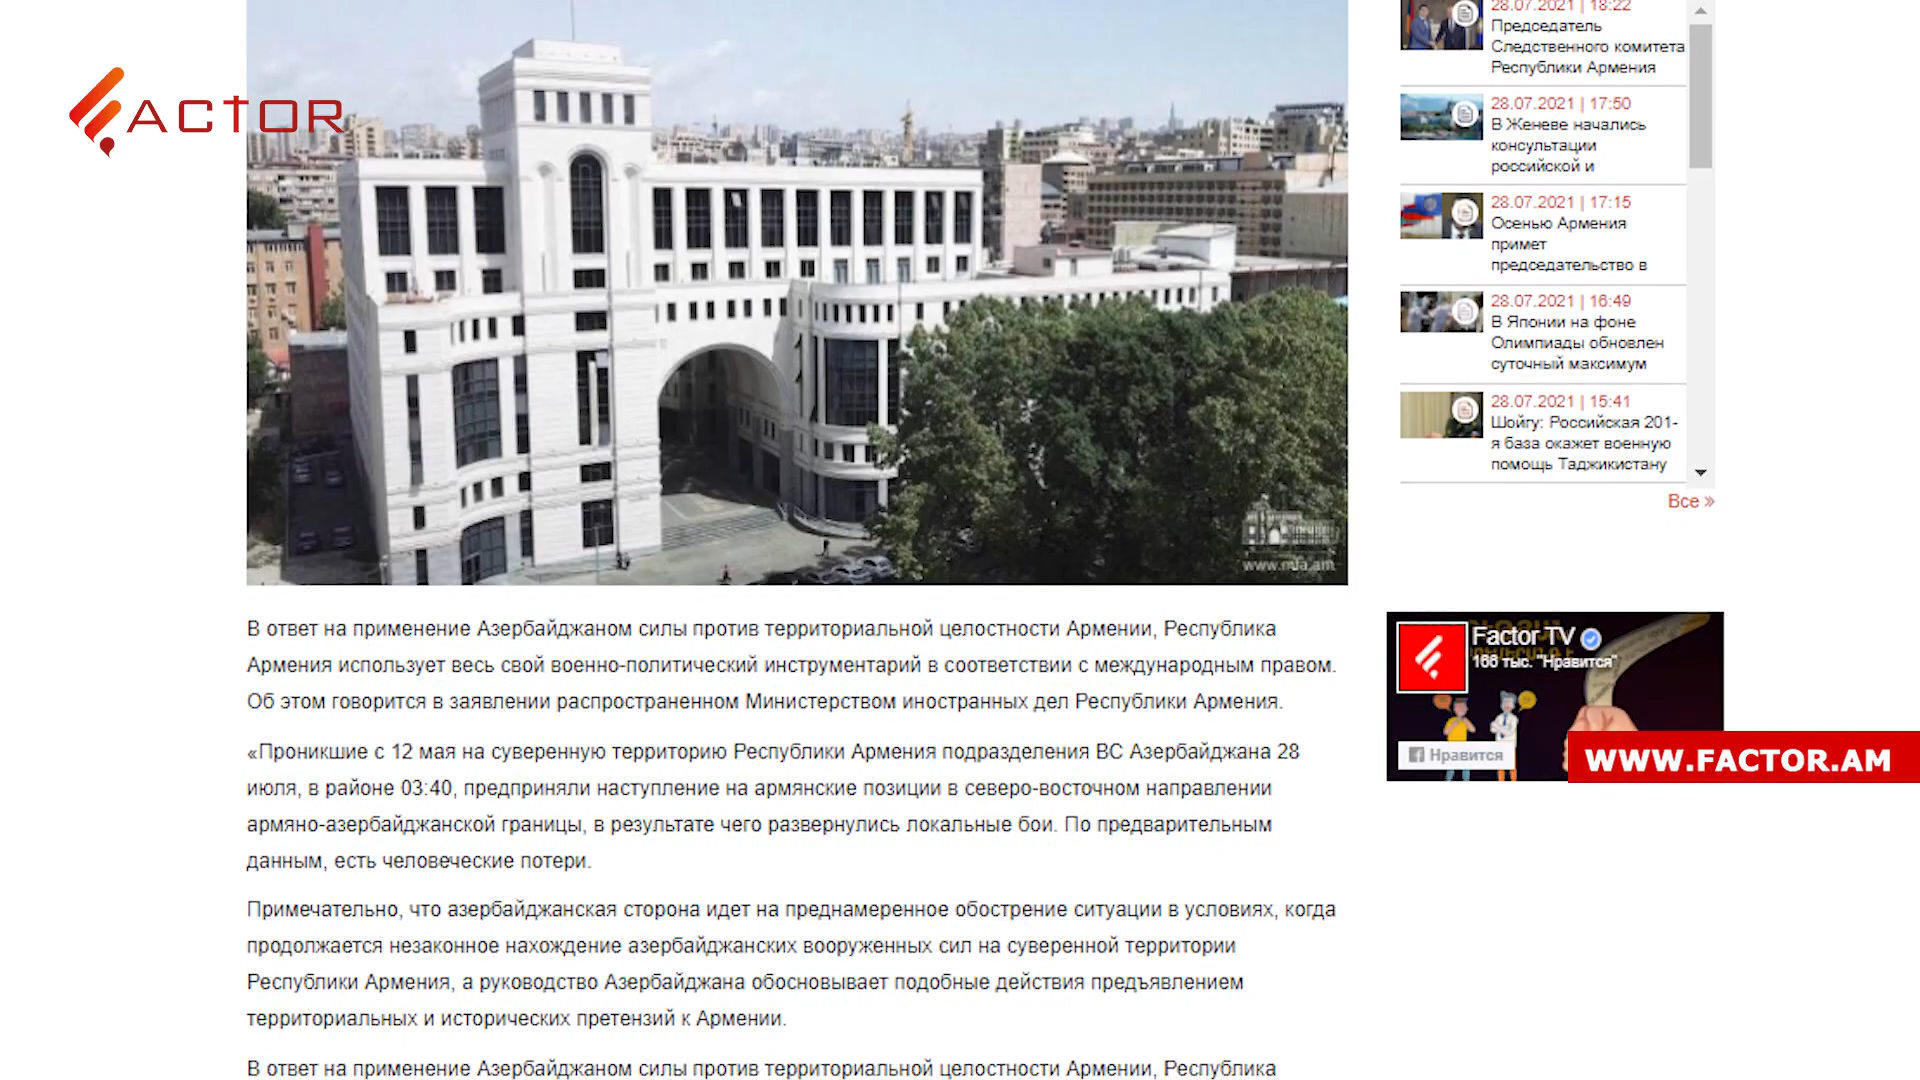 28.07.2021 | 18:22
Председатель
Следственного комитета
Республики Армения
FACTOR
28.07.2021 | 17:50
В Женеве начались
консультации
российской и
28.07.2021 | 17:15
Осенью Армения
примет
председательство в
28.07.2021 | 16:49
В Японии на фоне
Олимпиады обновлен
суточный максимум
28.07.2021 | 15:41
Шойгу: Российская 201-
я база окажет военную
помощь Таджикистану
Все »
www.mfa.am
В ответ на применение Азербайджаном силы против территориальной целостности Армении, Республика
Армения использует весь свой военно-политический инструментарий в соответствии с международным правом.
Об этом говорится в заявлении распространенном Министерством иностранных дел Республики Армения.
Factor TV
166 тыс. "Нравится"
Нравится
WWW.FACTOR.AM
«Проникшие с 12 мая на суверенную территорию Республики Армения подразделения ВС Азербайджана 28
июля, в районе 03:40, предприняли наступление на армянские позиции в северо-восточном направлении
армяно-азербайджанской границы, в результате чего развернулись локальные бои. По предварительным
данным, есть человеческие потери.
Примечательно, что азербайджанская сторона идет на преднамеренное обострение ситуации в условиях, когда
продолжается незаконное нахождение азербайджанских вооруженных сил на суверенной территории
Республики Армения, а руководство Азербайджана обосновывает подобные действия предъявлением
территориальных и исторических претензий к Армении.
В ответ на применение Азербайджаном силы против территориальной целостности Армении, Республика